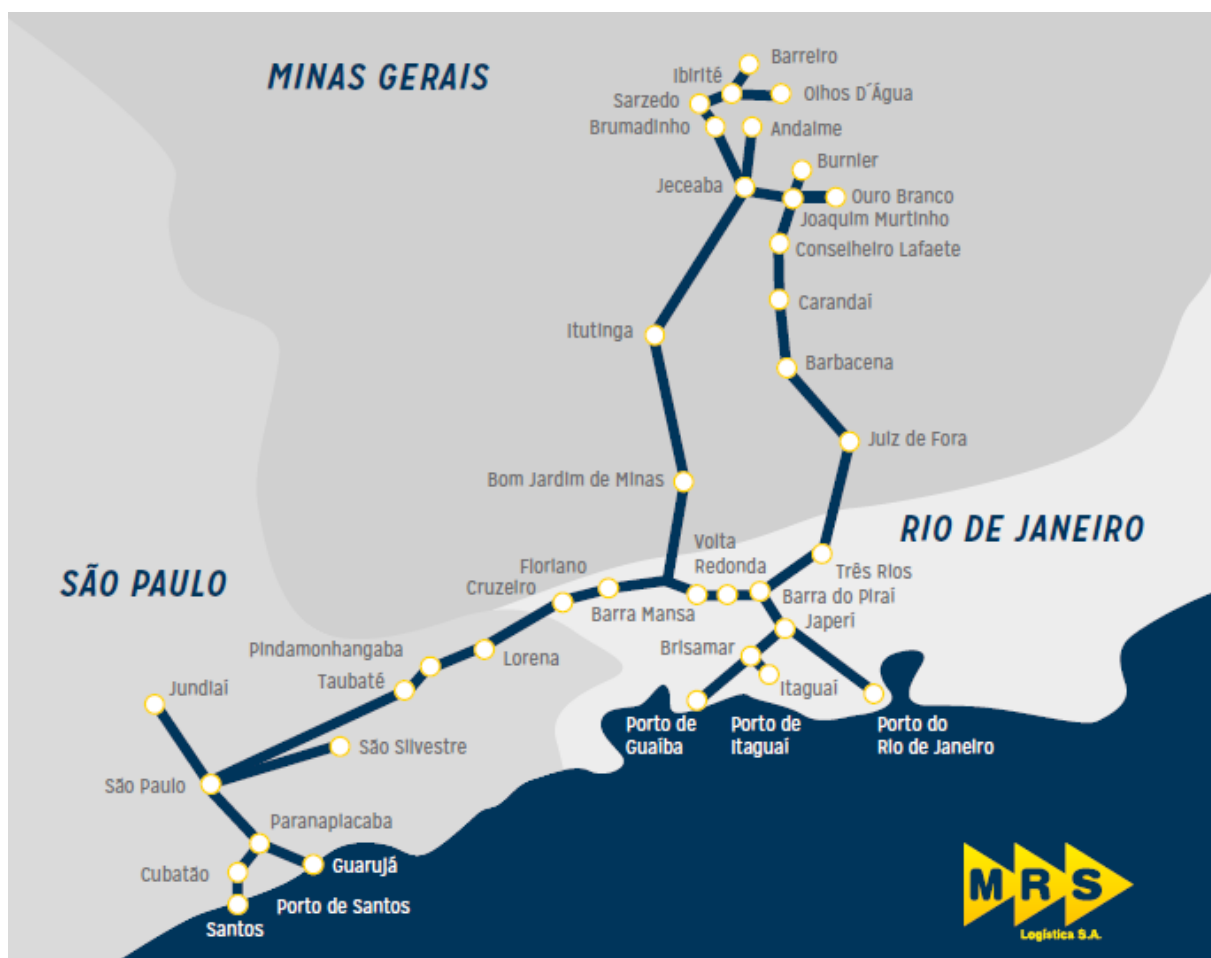 MINAS GERAIS
Barreiro
Ibirité
Olhos D´Água
Sarzedo
Brumadinho
Andaime
Burnier
Jeceaba
Ouro Branco
Joaquim Murtinho
Conselheiro Lafaete
Carandaí
Itutinga
Barbacena
Juiz de Fora
Bom Jardim de Minas
RIO DE JANEIRO
Volta
Redonda
Floriano
Três Rios
SÃO PAULO
Cruzeiro
Barra Mansa
Barra do Piraí
Japeri
Pindamonhangaba
Brisamar
Lorena
Taubaté
Itaguaí
Jundiaí
Porto de
Guaíba
Porto de
Itaguaí
Porto do
Rio de Janeiro
São Silvestre
São Paulo
Paranapiacaba
Cubatão
Guarujá
Porto de Santos
Santos
MRS
Logística S.A.